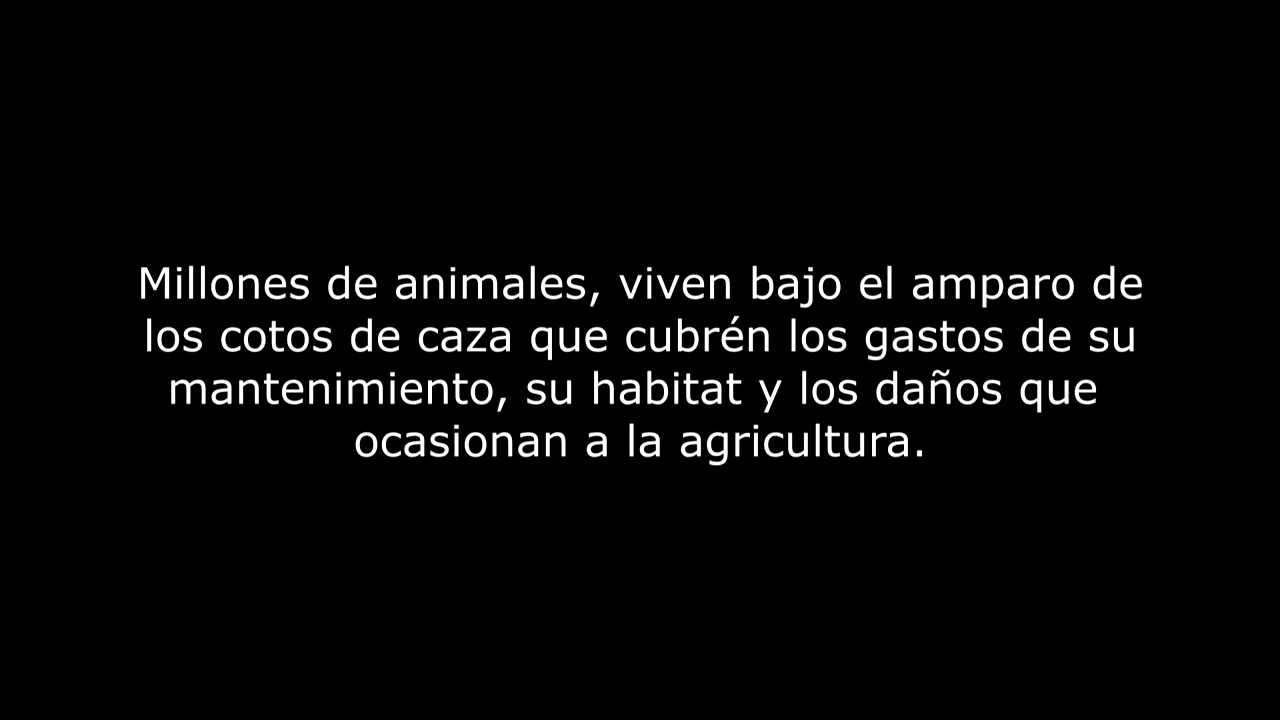 Millones de animales, viven bajo el amparo de
los cotos de caza que cubrén los gastos de su
mantenimiento, su habitat y los daños que
ocasionan a la agricultura.